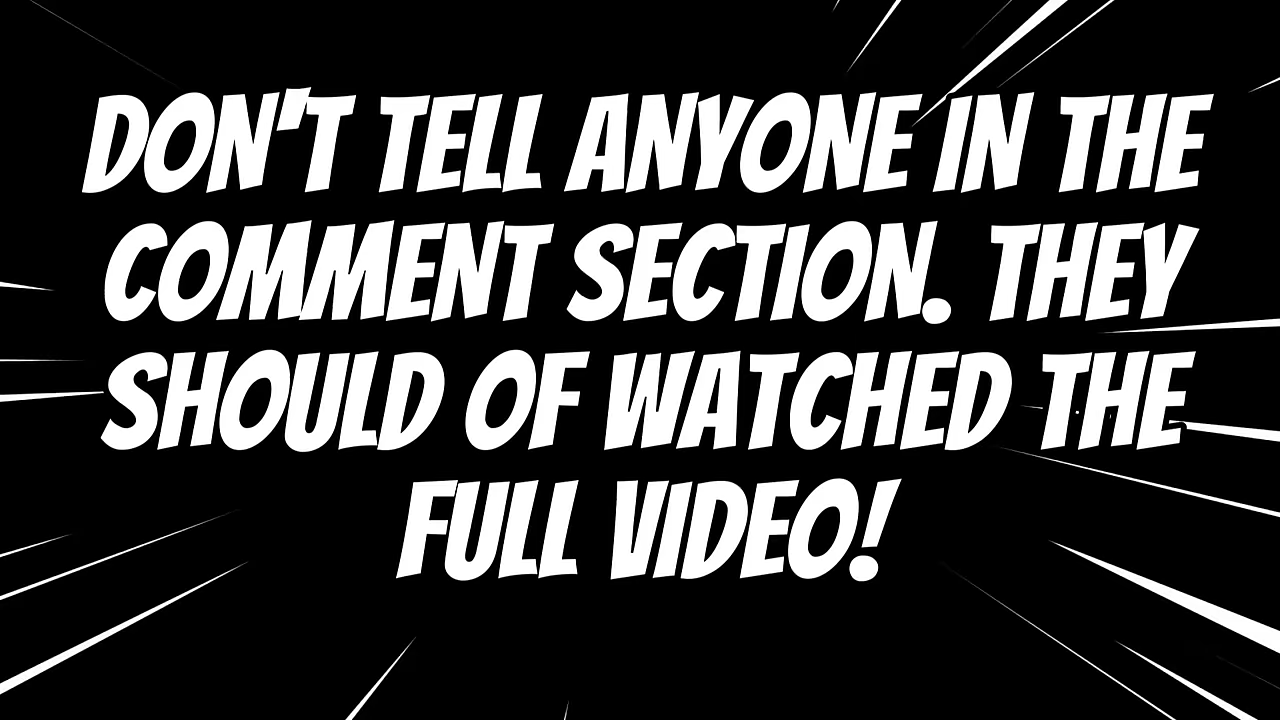 DON'T TELL ANYONE IN THE
COMMENT SECTION. THEY
SHOULD OF WATCHED THE
FULL VIDEO!